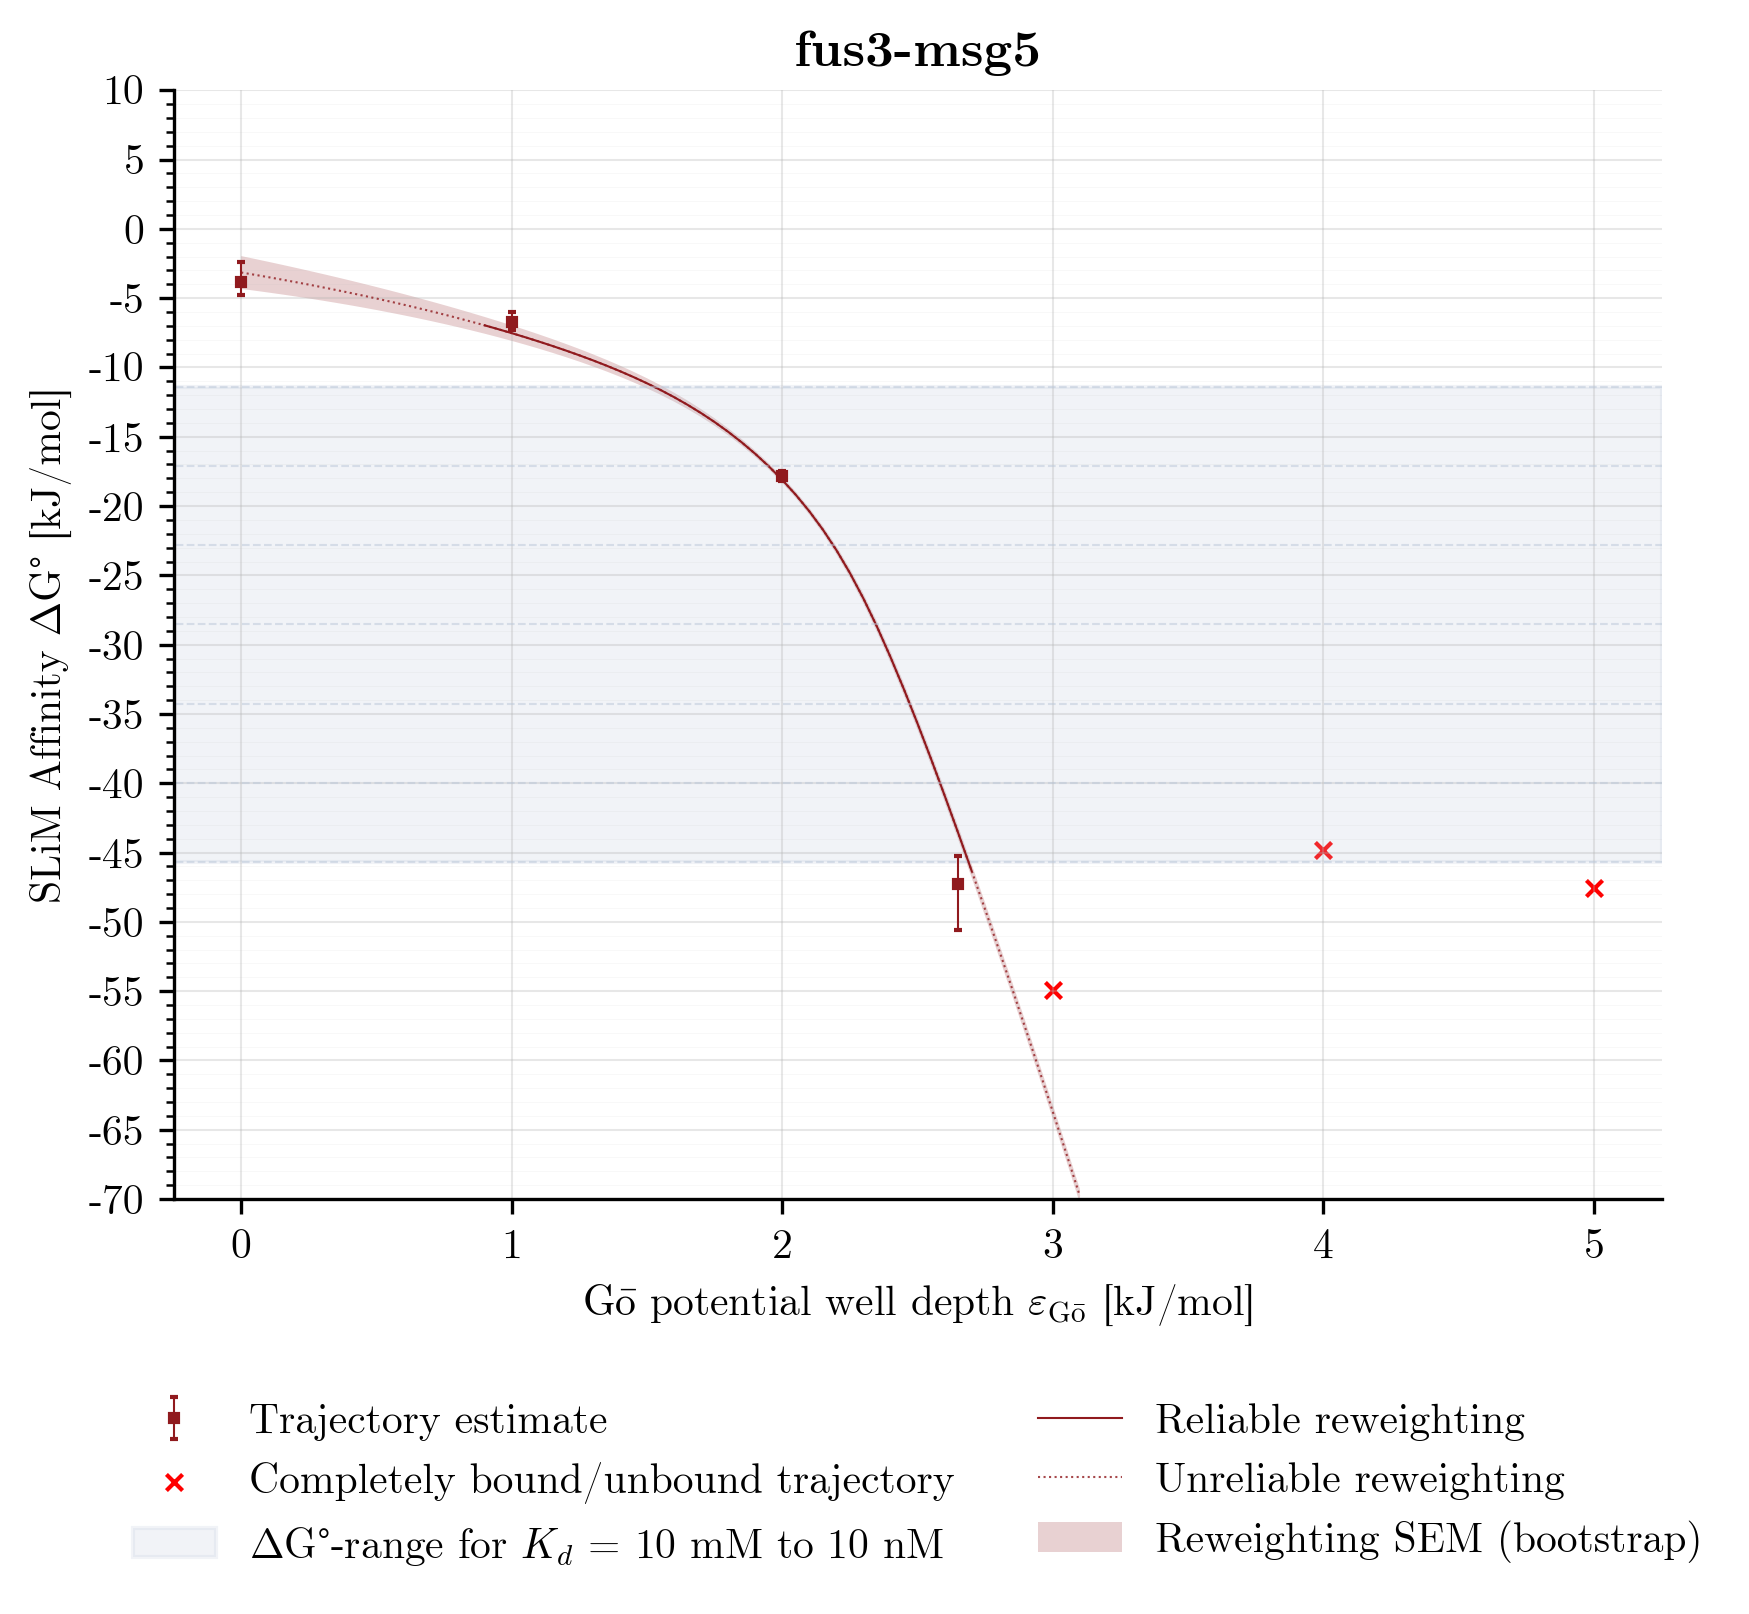 fus3-msg5
10
5
0
-5
-10
-15
-20
-25
-30
-35
-40
-45
-50
-55
-60
-65
-70
SLiM Affinity ΔG° [kJ/mol]
0 1 2 3 4 5
Gō potential well depth εGō [kJ/mol]
Trajectory estimate
Completely bound/unbound trajectory
ΔG°-range for Kd = 10 mM to 10 nM
Reliable reweighting
Unreliable reweighting
Reweighting SEM (bootstrap)